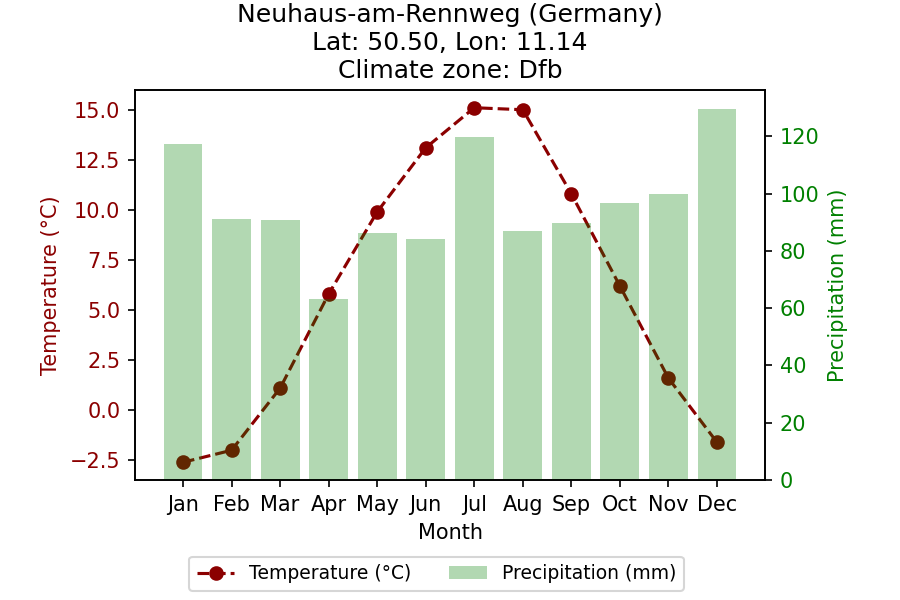 Neuhaus-am-Rennweg (Germany)
Lat: 50.50, Lon: 11.14
Climate zone: Dfb
Temperature (°C)
15.0
12.5
10.0
7.5
5.0
2.5
0.0
−2.5
Precipitation (mm)
120
100
80
60
40
20
0
Jan Feb Mar Apr May Jun Jul Aug Sep Oct Nov Dec
Month
Temperature (°C) Precipitation (mm)